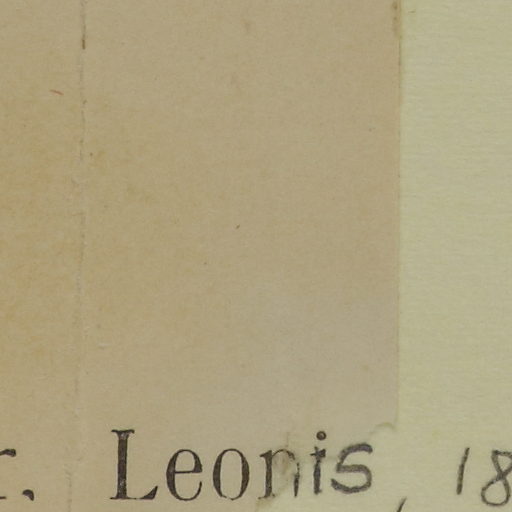 r. Leonis, 18